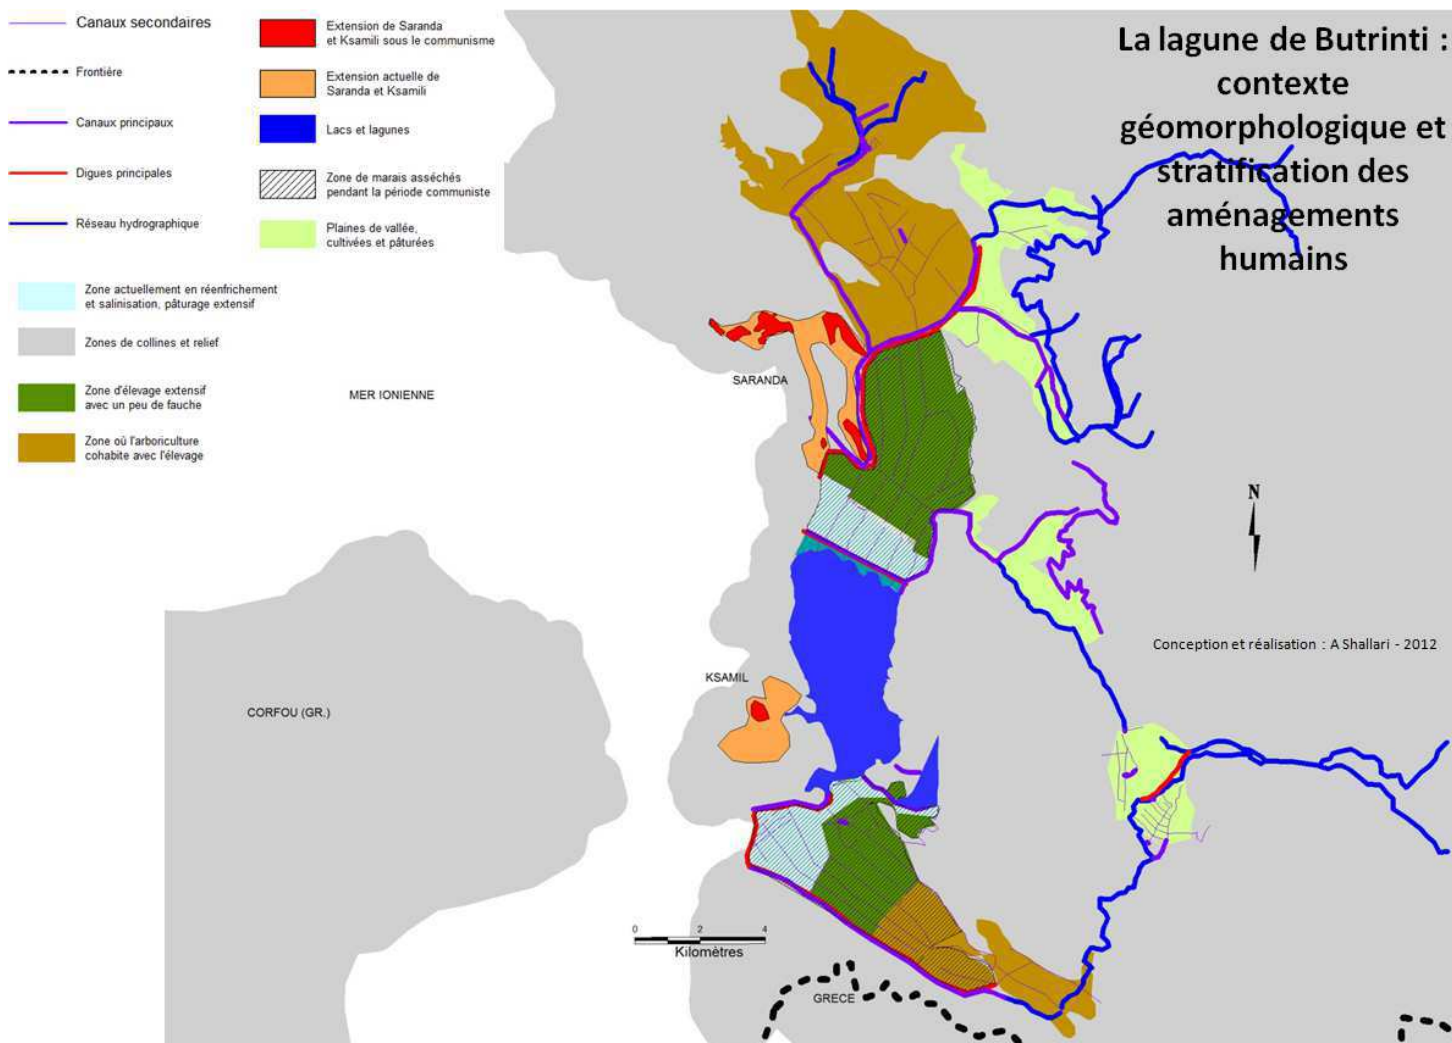 La lagune de Butrinti :
contexte
géomorphologique et
stratification des
aménagements
humains
Canaux secondaires
Frontière
Canaux principaux
Digues principales
Réseau hydrographique
Extension de Saranda
et Ksamili sous le communisme
Extension actuelle de
Saranda et Ksamili
Lacs et lagunes
Zone de marais asséchés
pendant la période communiste
Plaines de vallée,
cultivées et pâturées
Zone actuellement en réenfrichement
et salinisation, pâturage extensif
Zones de collines et relief
Zone d'élevage extensif
avec un peu de fauche
Zone où l'arboriculture
cohabite avec l'élevage
MER IONIENNE
SARANDA
N
Conception et réalisation : A Shallari - 2012
KSAMIL
CORFOU (GR.)
0 2 4
Kilomètres
GRECE